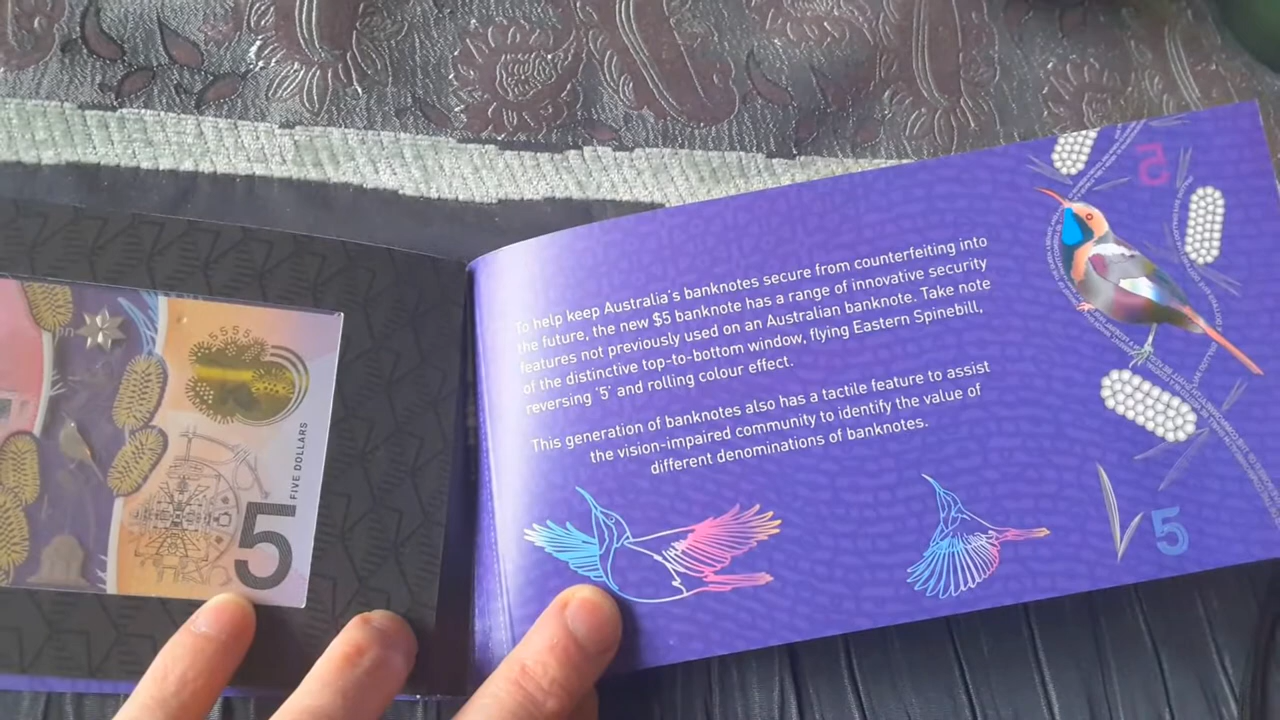 To help keep Australia's banknotes secure from counterfeiting into
the future, the new $5 banknote has a range of innovative security
features not previously used on an Australian banknote. Take note
of the distinctive top-to-bottom window, flying Eastern Spinebill,
reversing '5' and rolling colour effect.
This generation of banknotes also has a tactile feature to assist
the vision-impaired community to identify the value of
different denominations of banknotes.
5
5
5555
FIVE DOLLARS
5